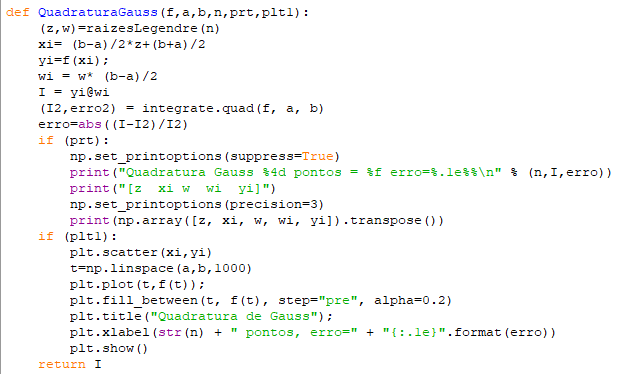 def QuadraturaGauss(f,a,b,n,prt,plt1):
    (z,w)=raizesLegendre(n)
    xi= (b-a)/2*z+(b+a)/2
    yi=f(xi);
    wi = w* (b-a)/2
    I = yi@wi
    (I2,erro2) = integrate.quad(f, a, b)
    erro=abs((I-I2)/I2)
    if (prt):
        np.set_printoptions(suppress=True)
        print("Quadratura Gauss %4d pontos = %f erro=%.1e%%\n" % (n,I,erro))
        print("[z  xi w  wi  yi]")
        np.set_printoptions(precision=3)
        print(np.array([z, xi, w, wi, yi]).transpose())
    if (plt1):
        plt.scatter(xi,yi)
        t=np.linspace(a,b,1000)
        plt.plot(t,f(t));
        plt.fill_between(t, f(t), step="pre", alpha=0.2)
        plt.title("Quadratura de Gauss");
        plt.xlabel(str(n) + " pontos, erro=" + "{:.1e}".format(erro))
        plt.show()
    return I